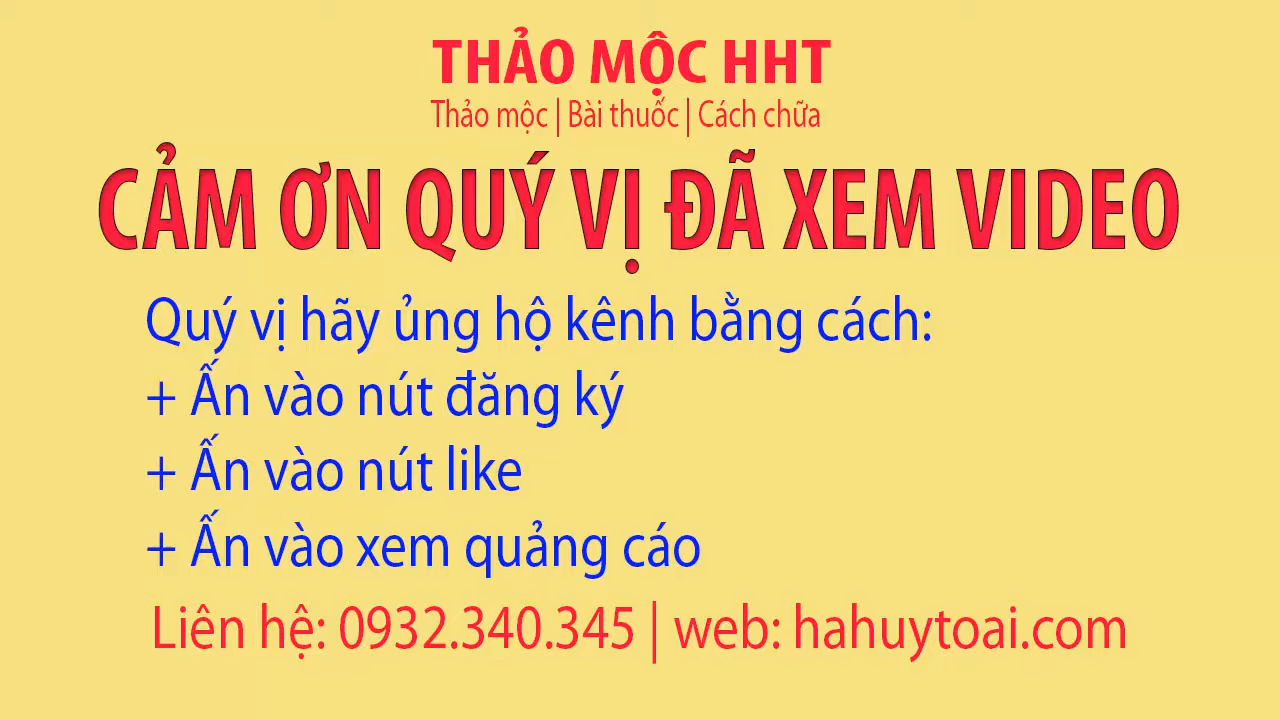 THẢO MỘC HHT
Thảo mộc | Bài thuốc | Cách chữa
CẢM ƠN QUÝ VỊ ĐÃ XEM VIDEO
Quý vị hãy ủng hộ kênh bằng cách:
+ Ấn vào nút đăng ký
+ Ấn vào nút like
+ Ấn vào xem quảng cáo
Liên hệ: 0932.340.345 | web: hahuytoai.com